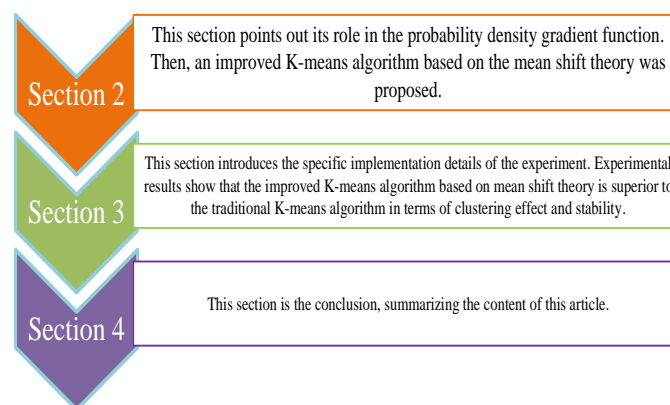 Section 2
This section points out its role in the probability density gradient function.
Then, an improved K-means algorithm based on the mean shift theory was
proposed.
Section 3
This section introduces the specific implementation details of the experiment. Experimental
results show that the improved K-means algorithm based on mean shift theory is superior to
the traditional K-means algorithm in terms of clustering effect and stability.
Section 4
This section is the conclusion, summarizing the content of this article.